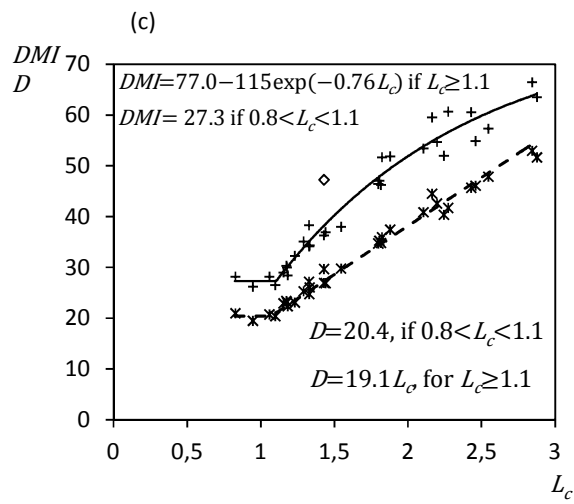 (c)
DMI
D
70
60
50
40
30
20
10
0
DMI=77.0−115exp(−0.76L_c) if L_c≥1.1
DMI= 27.3 if 0.8<L_c<1.1
D=20.4, if 0.8<L_c<1.1
D=19.1L_c, for L_c≥1.1
0 0,5 1 1,5 2 2,5 3
L_c